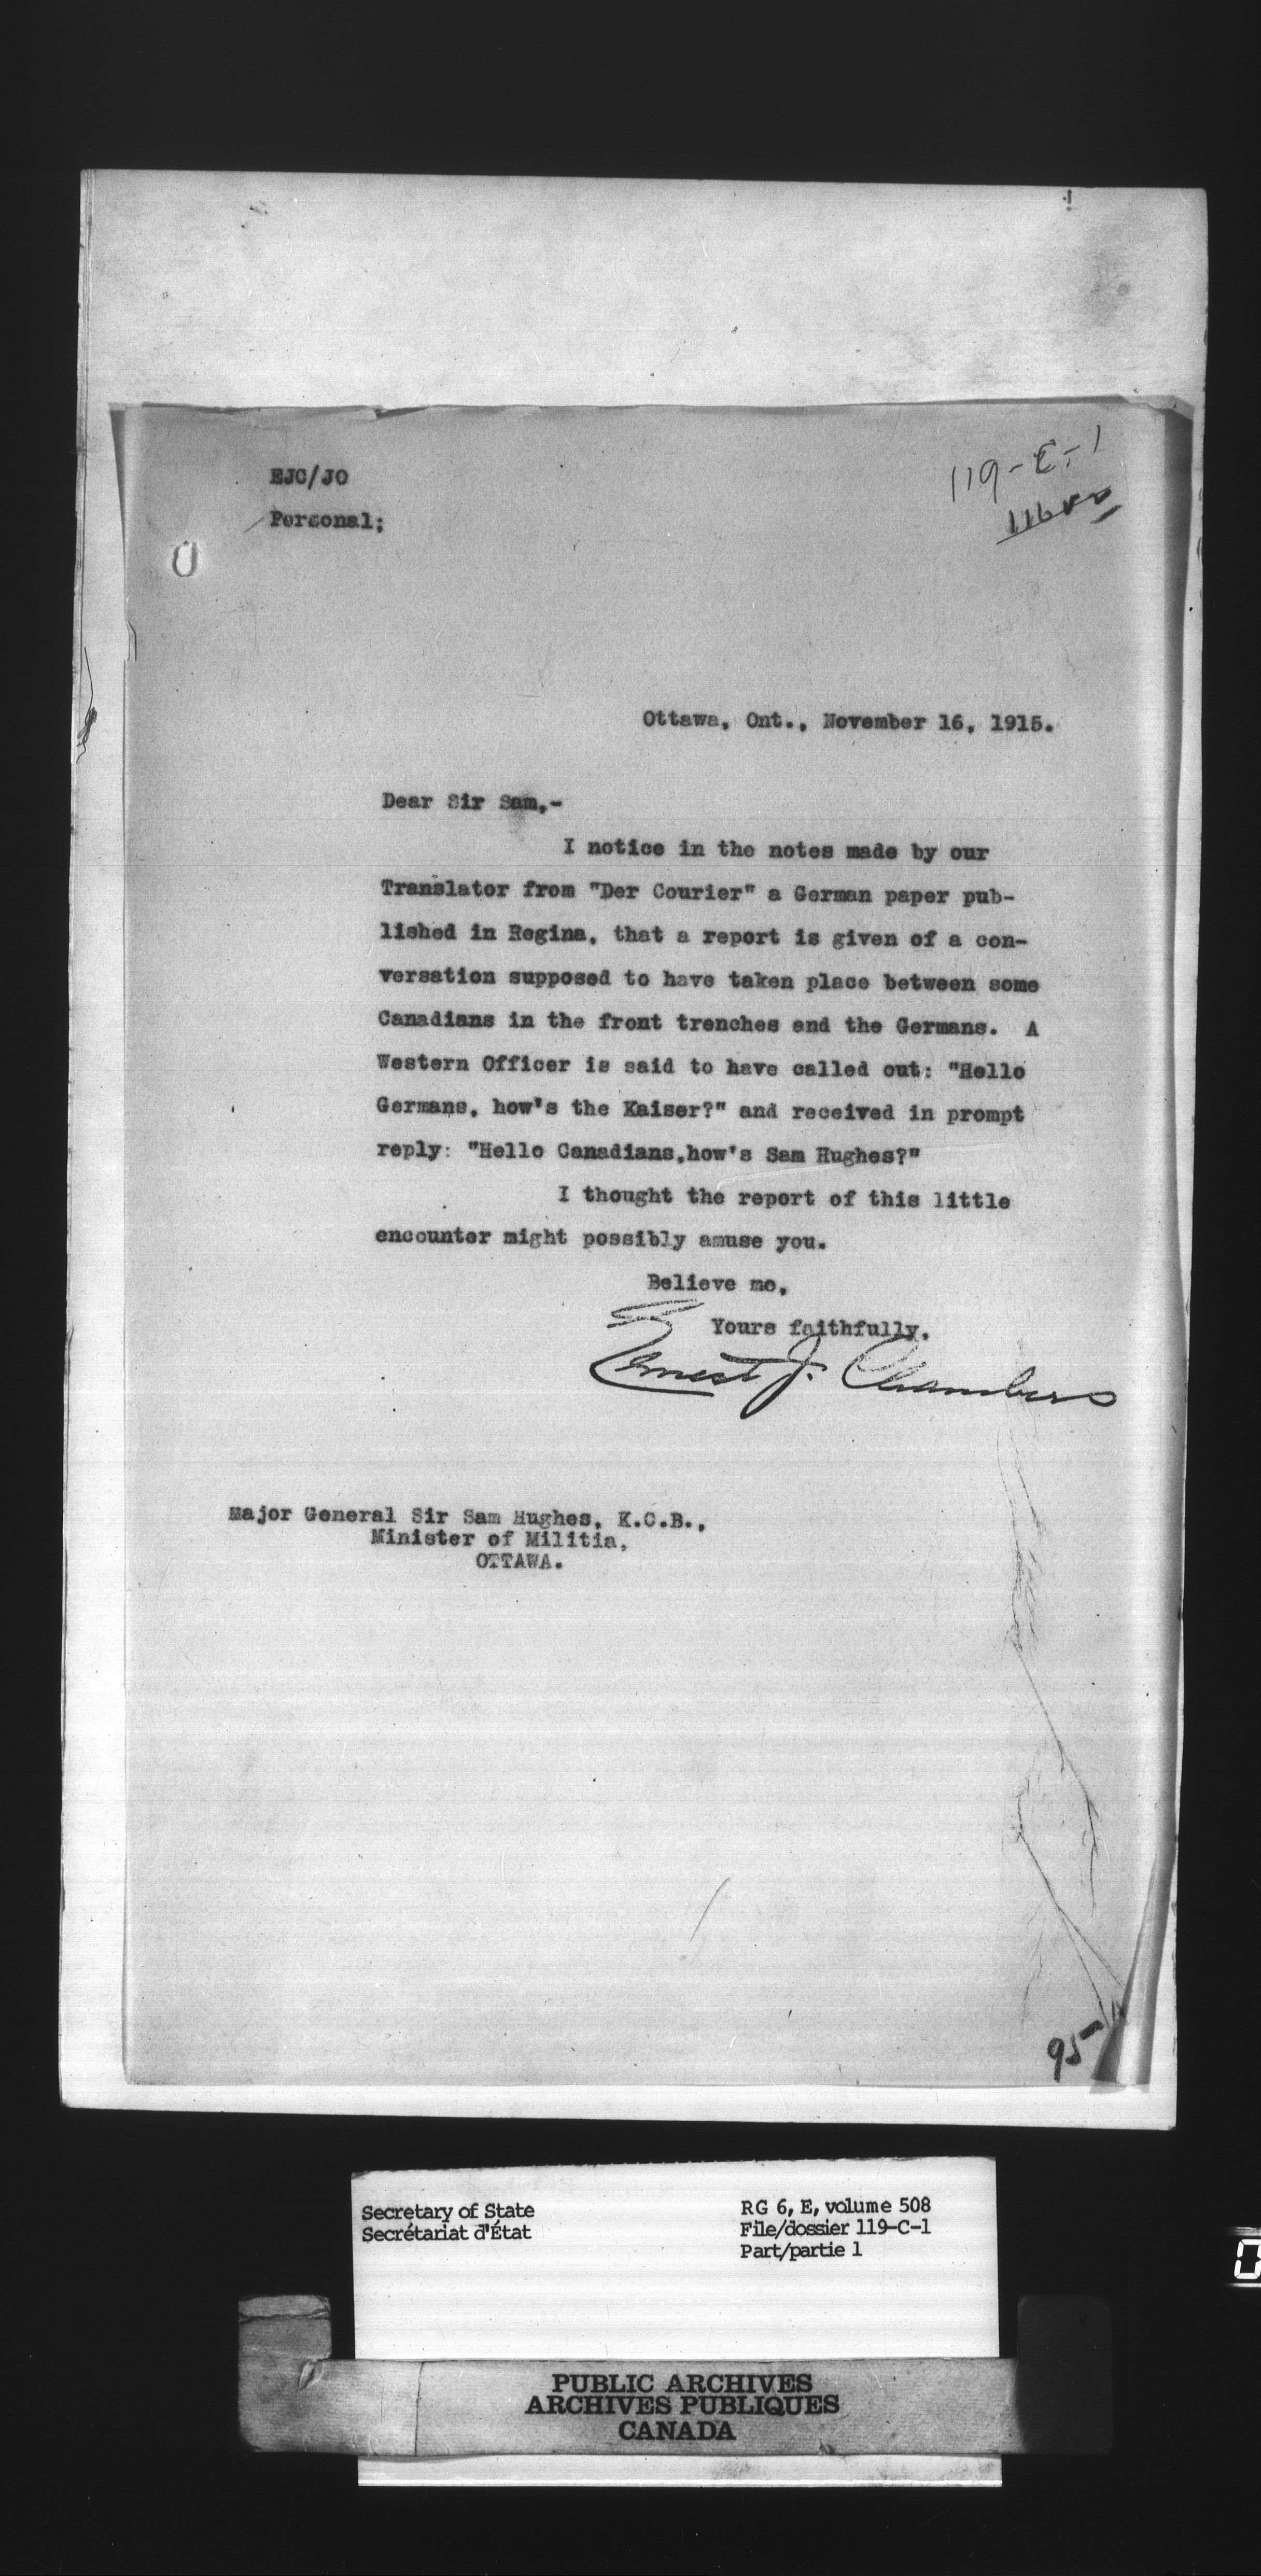 119-C-1
EJC/JO
Personal;
Ottawa, Ont., November 16, 1915.
Dear Sir Sam,-
I notice in the notes made by our
Translator from "Der Courier" a German paper pub-
lished in Regina, that a report is given of a con-
versation supposed to have taken place between some
Canadians in the front trenches and the Germans. A
Western Officer is said to have called out: "Hello
Germans, how's the Kaiser?" and received in prompt
reply: "Hello Canadians,how's Sam Hughes?"
I thought the report of this little
encounter might possibly amuse you.
Believe me,
Yours faithfully,
Ernest J. Chambers
Major General Sir Sam Hughes, K.C.B.,
Minister of Militia,
OTTAWA.
95
Secretary of State
Secrétariat d'État
RG 6, E, volume 508
File/dossier 119-C-1
Part/partie 1
PUBLIC ARCHIVES
ARCHIVES PUBLIQUES
CANADA